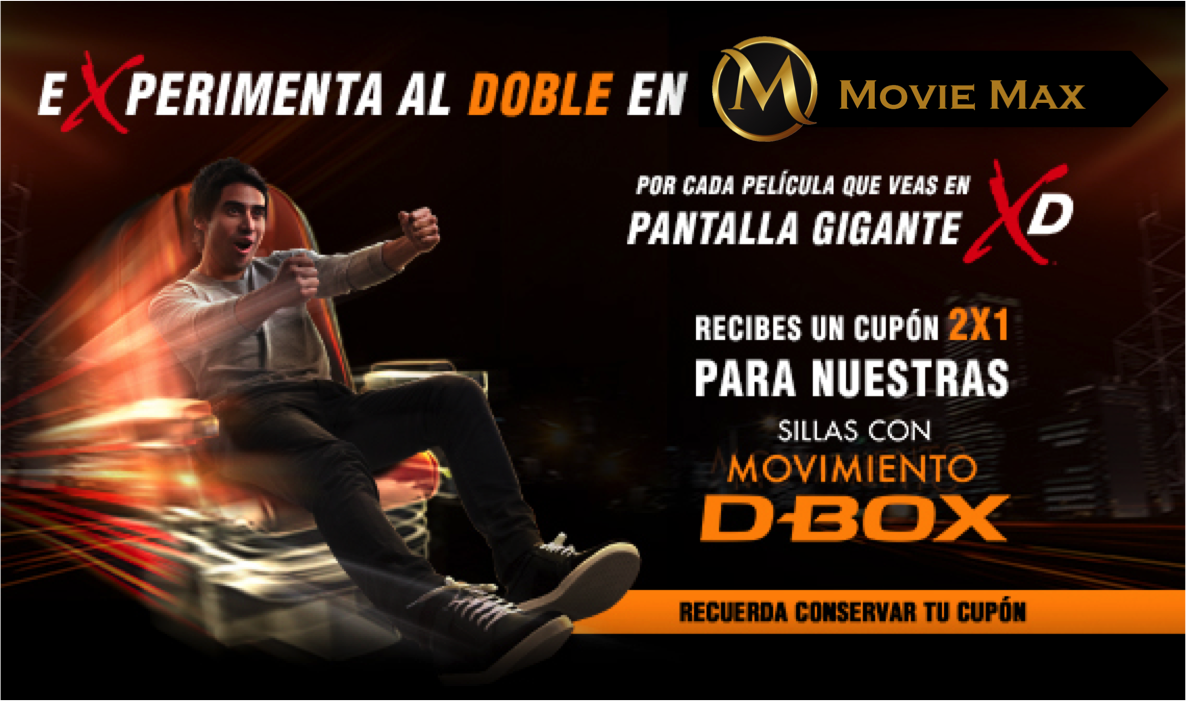 EXPERIMENTA AL DOBLE EN M MOVIE MAX
POR CADA PELÍCULA QUE VEAS EN
PANTALLA GIGANTE XD
RECIBES UN CUPÓN 2X1
PARA NUESTRAS
SILLAS CON
MOVIMIENTO
D-BOX
RECUERDA CONSERVAR TU CUPÓN